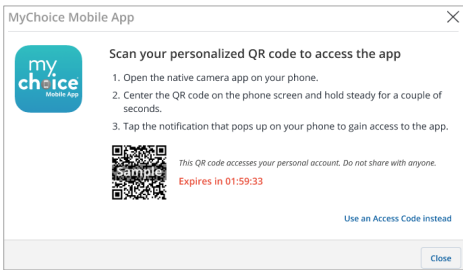 MyChoice Mobile App
my
choice
Mobile App
Scan your personalized QR code to access the app
1. Open the native camera app on your phone.
2. Center the QR code on the phone screen and hold steady for a couple of
seconds.
3. Tap the notification that pops up on your phone to gain access to the app.
Sample
This QR code accesses your personal account. Do not share with anyone.
Expires in 01:59:33
Use an Access Code instead
Close